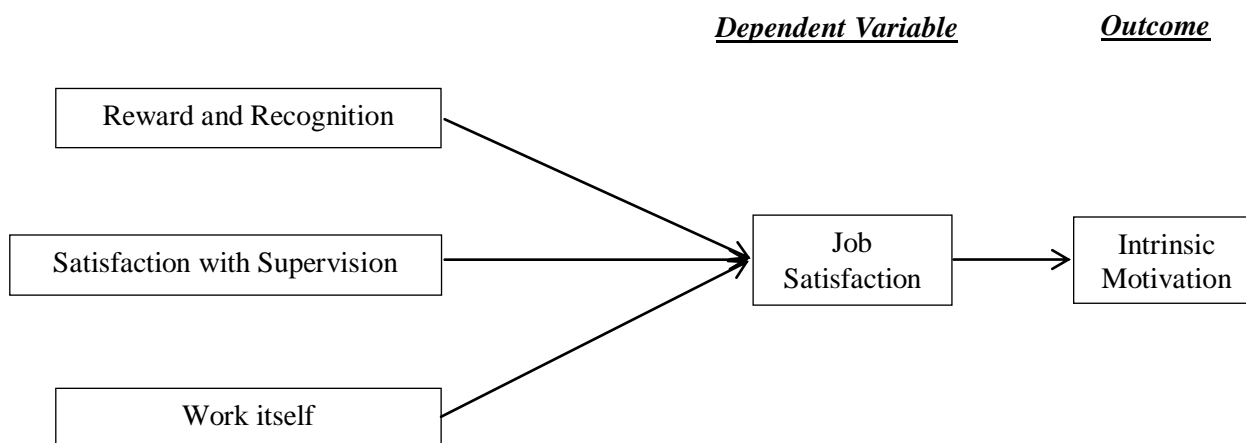 Dependent Variable
Outcome
Reward and Recognition
Satisfaction with Supervision
Job
Satisfaction
Intrinsic
Motivation
Work itself